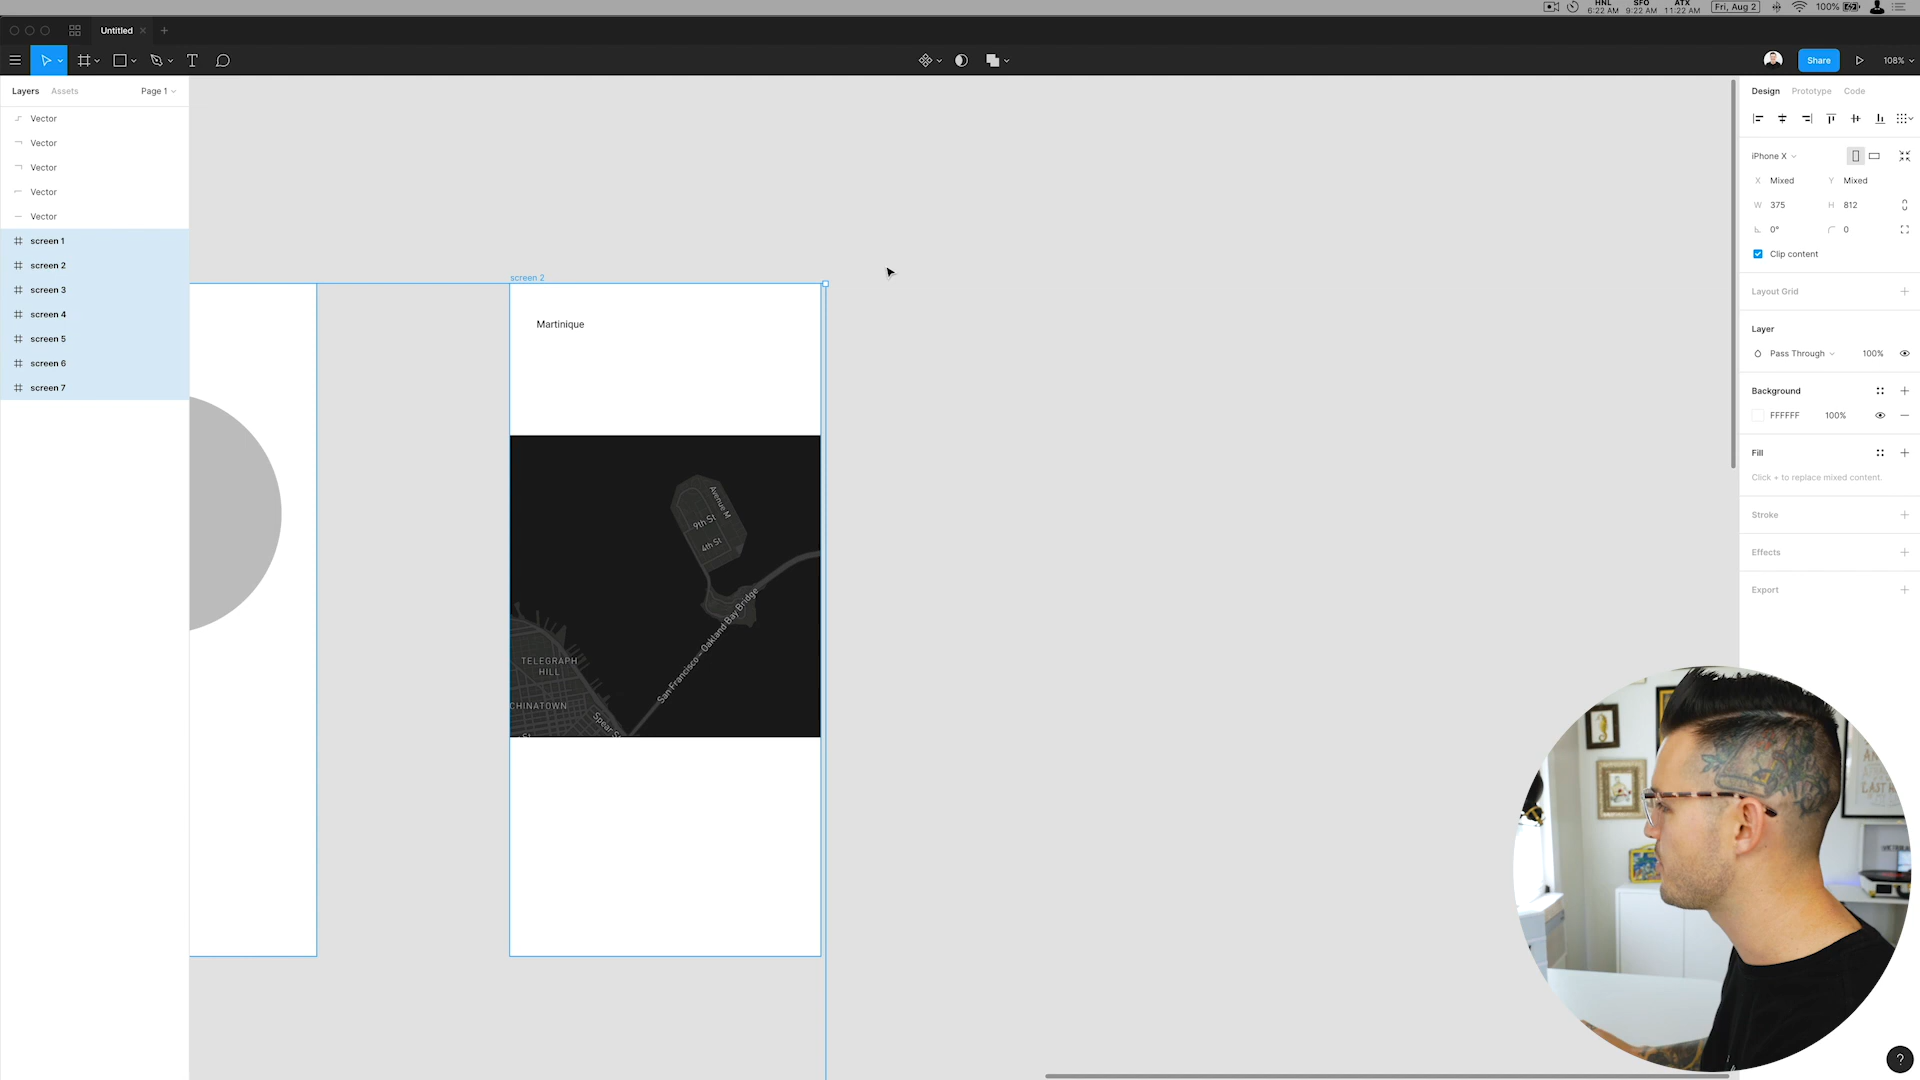 HNL SFO ATX
6:22 AM 9:22 AM 11:22 AM Fri, Aug 2 100%
Untitled
Share 108%
Layers Assets Page 1
Vector
Vector
Vector
Vector
Vector
screen 1
screen 2
screen 3
screen 4
screen 5
screen 6
screen 7
screen 2
Martinique
Avenue M
9th St
4th St
San Francisco – Oakland Bay Bridge
TELEGRAPH
HILL
CHINATOWN
Spear S
St
Design Prototype Code
iPhone X
X Mixed Y Mixed
W 375 H 812
0° 0
Clip content
Layout Grid
Layer
Pass Through 100%
Background
FFFFFF 100%
Fill
Click + to replace mixed content.
Stroke
Effects
Export
?